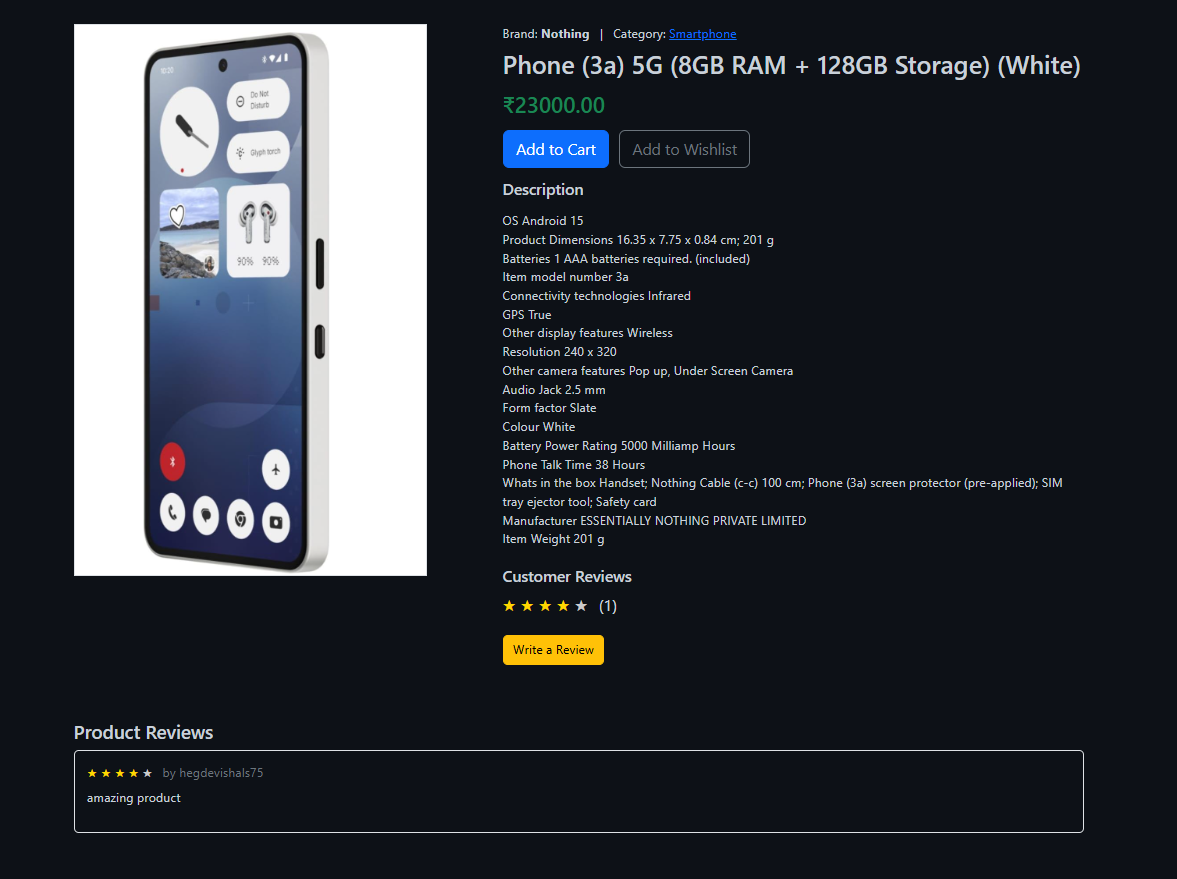 10:20
Do Not
Disturb
Glyph torch
90% 90%
Brand: Nothing | Category: Smartphone
Phone (3a) 5G (8GB RAM + 128GB Storage) (White)
₹23000.00
Add to Cart Add to Wishlist
Description
OS Android 15
Product Dimensions 16.35 x 7.75 x 0.84 cm; 201 g
Batteries 1 AAA batteries required. (included)
Item model number 3a
Connectivity technologies Infrared
GPS True
Other display features Wireless
Resolution 240 x 320
Other camera features Pop up, Under Screen Camera
Audio Jack 2.5 mm
Form factor Slate
Colour White
Battery Power Rating 5000 Milliamp Hours
Phone Talk Time 38 Hours
Whats in the box Handset; Nothing Cable (c-c) 100 cm; Phone (3a) screen protector (pre-applied); SIM
tray ejector tool; Safety card
Manufacturer ESSENTIALLY NOTHING PRIVATE LIMITED
Item Weight 201 g
Customer Reviews
★ ★ ★ ★ ★ (1)
Write a Review
Product Reviews
★ ★ ★ ★ ★ by hegdevishals75
amazing product